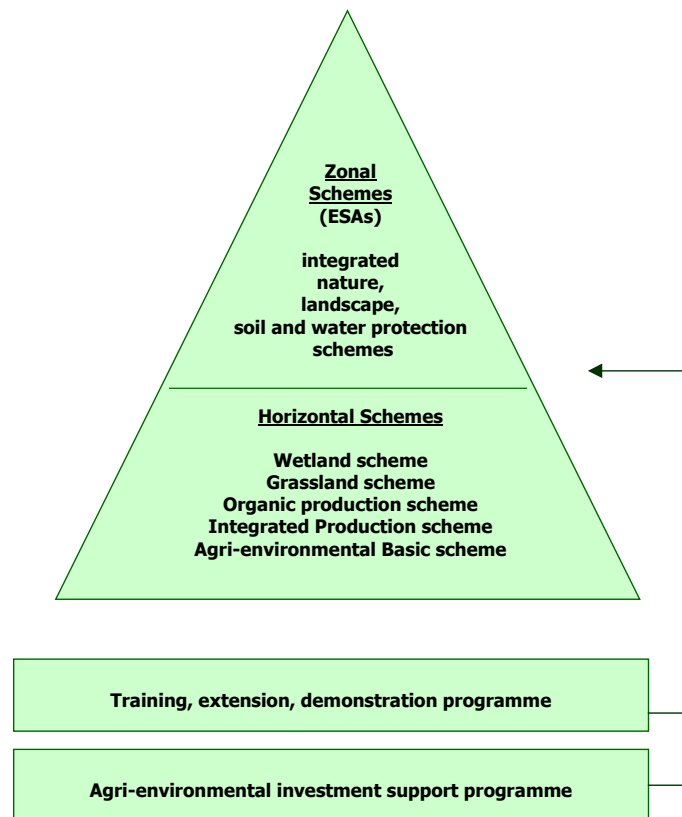 Zonal
Schemes
(ESAs)
integrated
nature,
landscape,
soil and water protection
schemes
Horizontal Schemes
Wetland scheme
Grassland scheme
Organic production scheme
Integrated Production scheme
Agri-environmental Basic scheme
Training, extension, demonstration programme
Agri-environmental investment support programme